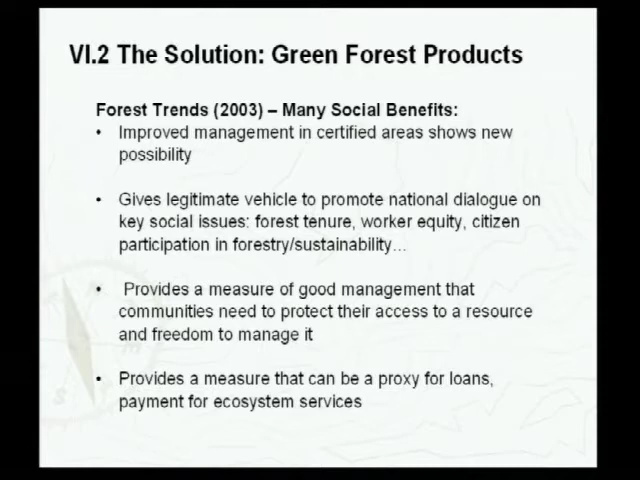 VI.2 The Solution: Green Forest Products
Forest Trends (2003) – Many Social Benefits:
• Improved management in certified areas shows new
possibility
• Gives legitimate vehicle to promote national dialogue on
key social issues: forest tenure, worker equity, citizen
participation in forestry/sustainability…
• Provides a measure of good management that
communities need to protect their access to a resource
and freedom to manage it
• Provides a measure that can be a proxy for loans,
payment for ecosystem services